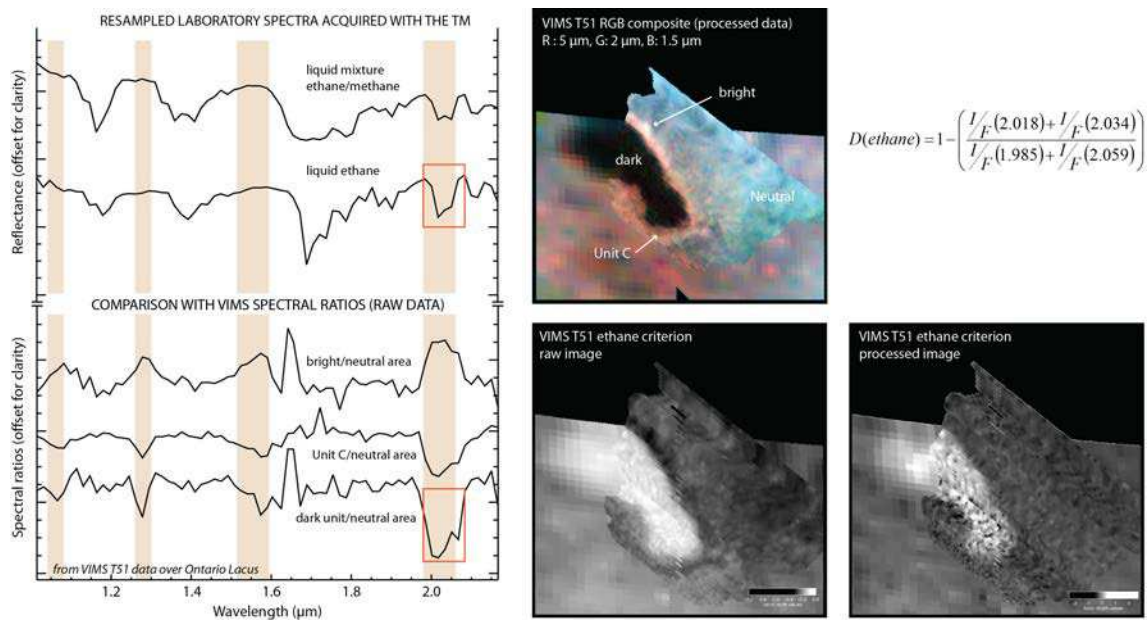 RESAMPLED LABORATORY SPECTRA ACQUIRED WITH THE TM
liquid mixture
ethane/methane
liquid ethane
Reflectance (offset for clarity)
COMPARISON WITH VIMS SPECTRAL RATIOS (RAW DATA)
bright/neutral area
Unit C/neutral area
dark unit/neutral area
Spectral ratios (offset for clarity)
from VIMS T51 data over Ontario Lacus
1.2 1.4 1.6 1.8 2.0
Wavelength (µm)
VIMS T51 RGB composite (processed data)
R : 5 µm, G: 2 µm, B: 1.5 µm
bright
dark
Neutral
Unit C
D(ethane) = 1 - ( I/F (2.018) + I/F (2.034)
I/F (1.985) + I/F (2.059) )
VIMS T51 ethane criterion
raw image
VIMS T51 ethane criterion
processed image